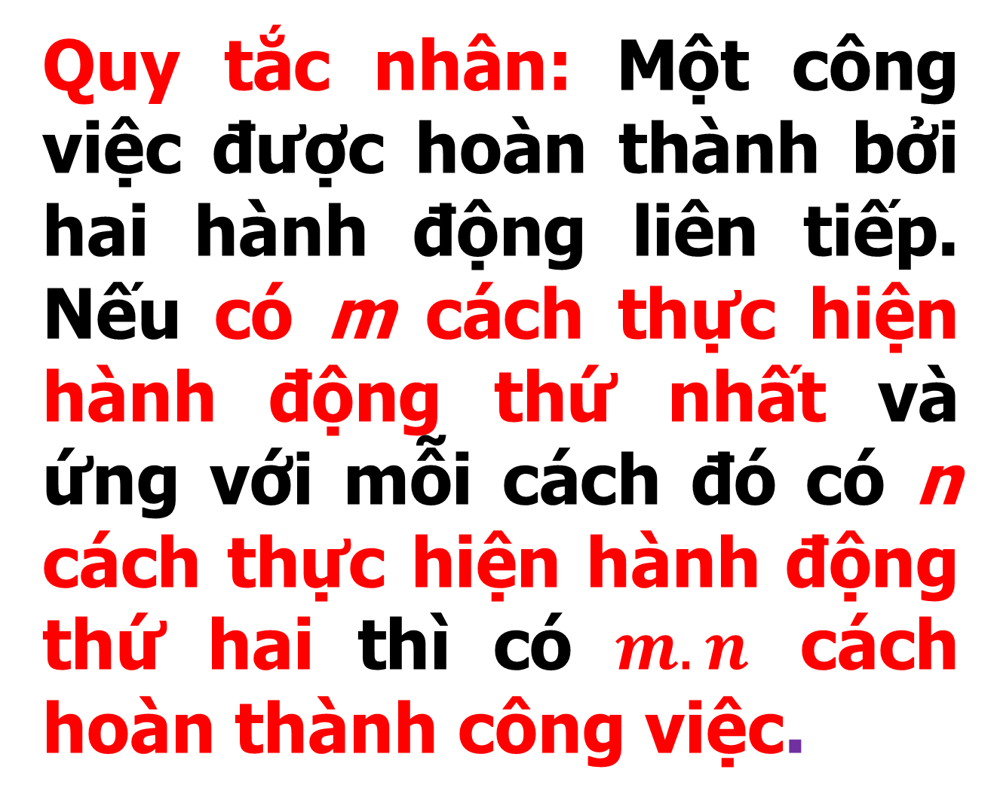 Quy tắc nhân: Một công
việc được hoàn thành bởi
hai hành động liên tiếp.
Nếu có m cách thực hiện
hành động thứ nhất và
ứng với mỗi cách đó có n
cách thực hiện hành động
thứ hai thì có m.n cách
hoàn thành công việc.